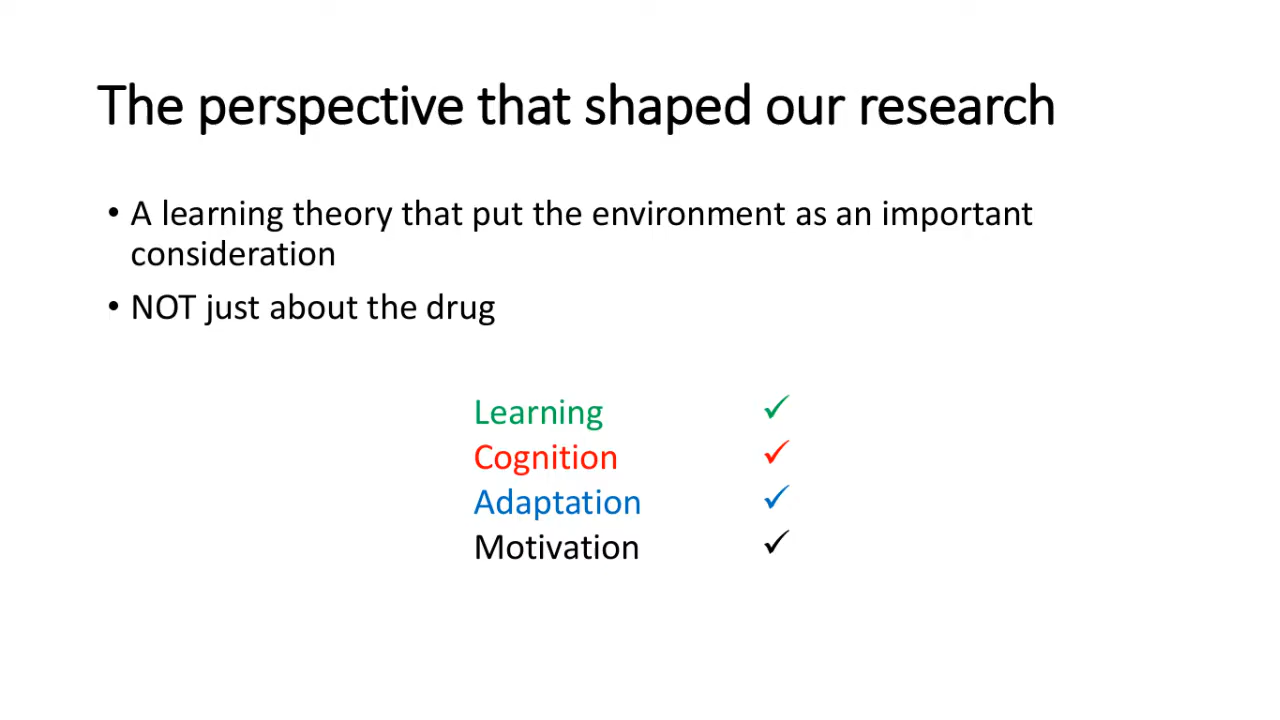 The perspective that shaped our research
• A learning theory that put the environment as an important
consideration
• NOT just about the drug
Learning ✓
Cognition ✓
Adaptation ✓
Motivation ✓